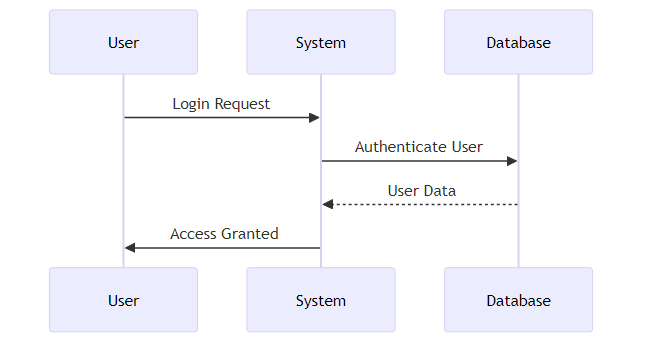 User
System
Database
Login Request
Authenticate User
User Data
Access Granted
User
System
Database